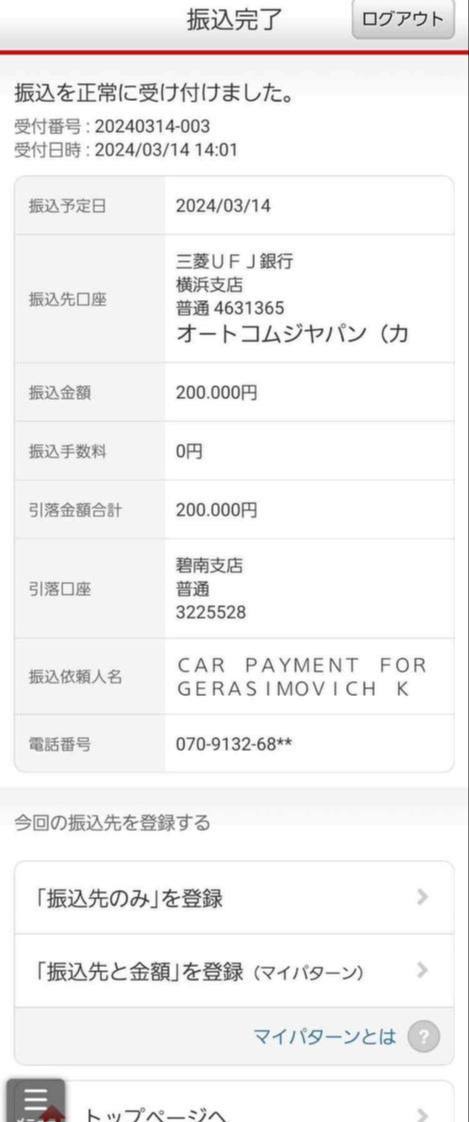 振込完了
ログアウト
振込を正常に受け付けました。
受付番号 : 20240314-003
受付日時 : 2024/03/14 14:01
振込予定日
2024/03/14
振込先口座
三菱ＵＦＪ銀行
横浜支店
普通 4631365
オートコムジヤパン（カ
振込金額
200.000円
振込手数料
0円
引落金額合計
200.000円
引落口座
碧南支店
普通
3225528
振込依頼人名
ＣＡＲ　ＰＡＹＭＥＮＴ　ＦＯＲ
ＧＥＲＡＳＩＭＯＶＩＣＨ　Ｋ
電話番号
070-9132-68**
今回の振込先を登録する
「振込先のみ」を登録
「振込先と金額」を登録（マイパターン）
マイパターンとは ?
メニュー
トップページへ